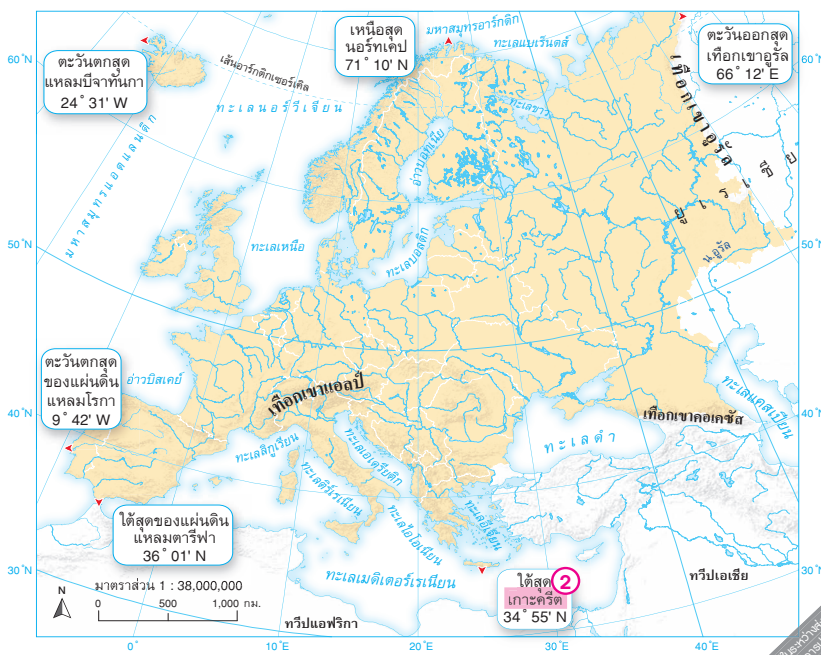 60°N
ตะวันตกสุด
แหลมบีจาทันกา
24° 31' W
เหนือสุด
นอร์ทเคป
71° 10' N
มหาสมุทรอาร์กติก
ทะเลแบเร็นตส์
ตะวันออกสุด
เทือกเขาอูรัล
66° 12' E
60°N
เส้นอาร์กติกเซอร์เคิล
ทะเลนอร์วีเจียน
ทะเลขาว
เทือกเขาอูรัล
มหาสมุทรแอตแลนติก
อ่าวบอทเนีย
ยูเรเชีย
50°N
ทะเลเหนือ
ทะเลบอลติก
น.อูรัล
50°N
ตะวันตกสุด
ของแผ่นดิน
แหลมโรกา
9° 42' W
อ่าวบิสเคย์
เทือกเขาแอลป์
ทะเลแคสเปียน
40°N
เทือกเขาคอเคซัส
40°N
ทะเลลิกูเรียน
ทะเลเอเดรียติก
ทะเลดำ
ทะเลติร์เรเนียน
ทะเลไอโอเนียน
ทะเลอีเจียน
ใต้สุดของแผ่นดิน
แหลมตารีฟา
36° 01' N
30°N
มาตราส่วน 1 : 38,000,000
N
0 500 1,000 กม.
ทะเลเมดิเตอร์เรเนียน
ใต้สุด 2
เกาะครีต
34° 55' N
ทวีปเอเชีย
30°N
ทวีปแอฟริกา
0° 10°E 20°E 30°E 40°E